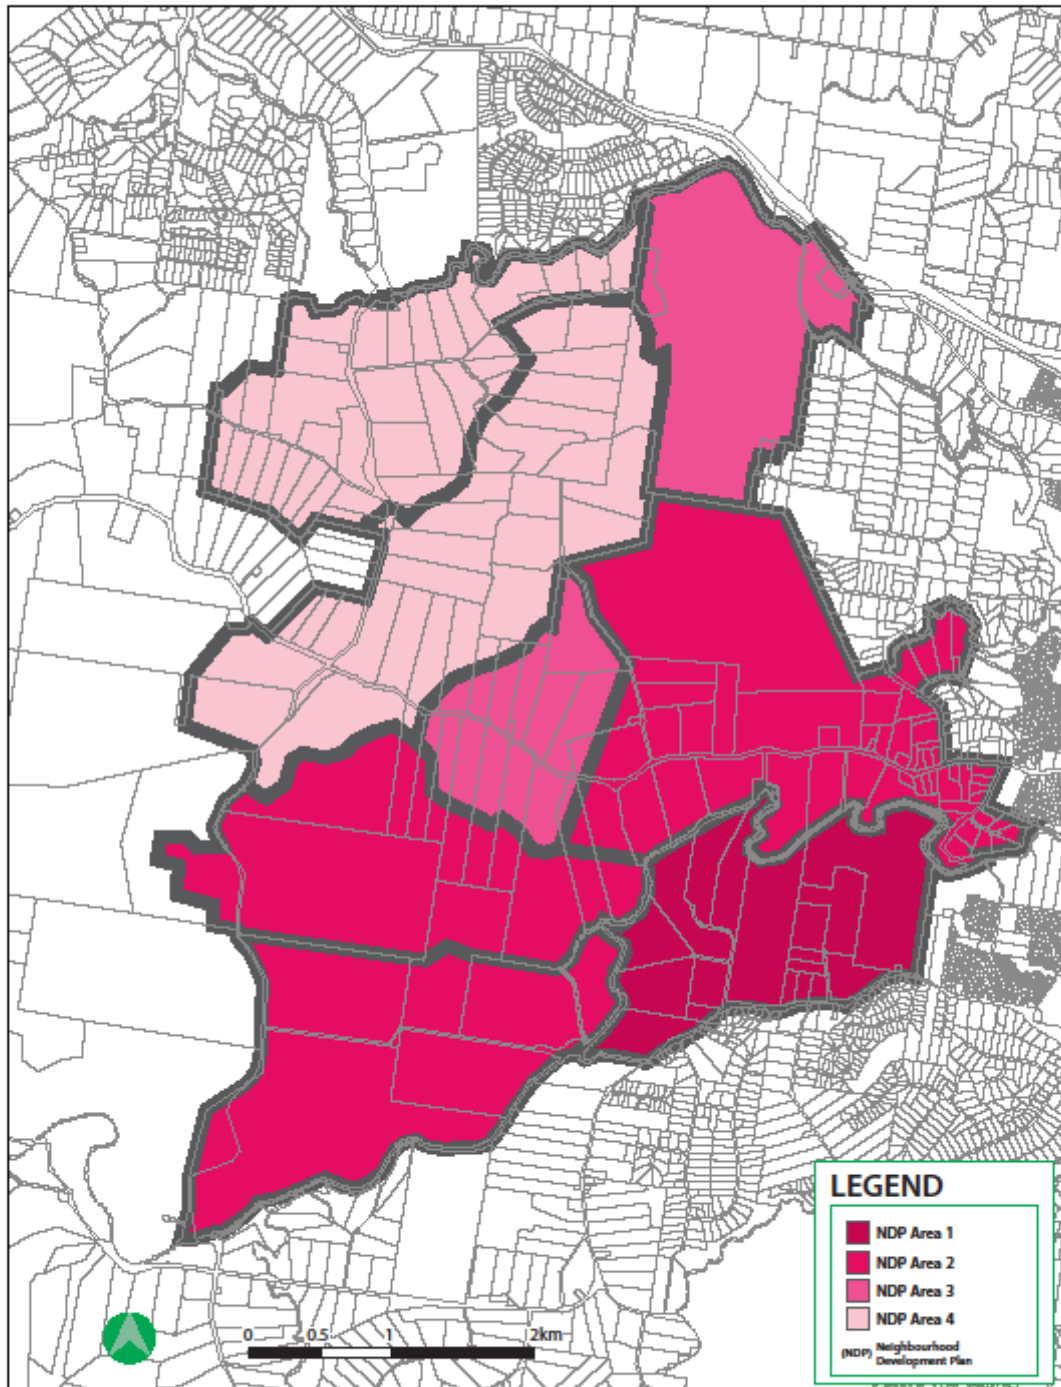 LEGEND
NDP Area 1
NDP Area 2
NDP Area 3
NDP Area 4
(NDP) Neighbourhood
Development Plan
0 0.5 1 2km